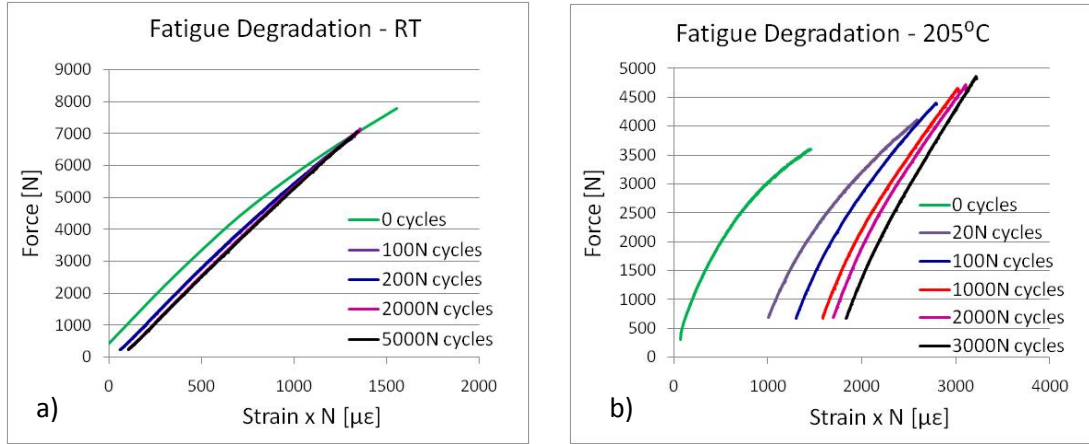 Fatigue Degradation - RT
Force [N]
9000
8000
7000
6000
5000
4000
3000
2000
1000
0
0 500 1000 1500 2000
Strain x N [µε]
0 cycles
100N cycles
200N cycles
2000N cycles
5000N cycles
a)
Fatigue Degradation - 205⁰C
Force [N]
5000
4500
4000
3500
3000
2500
2000
1500
1000
500
0
0 1000 2000 3000 4000
Strain x N [µε]
0 cycles
20N cycles
100N cycles
1000N cycles
2000N cycles
3000N cycles
b)